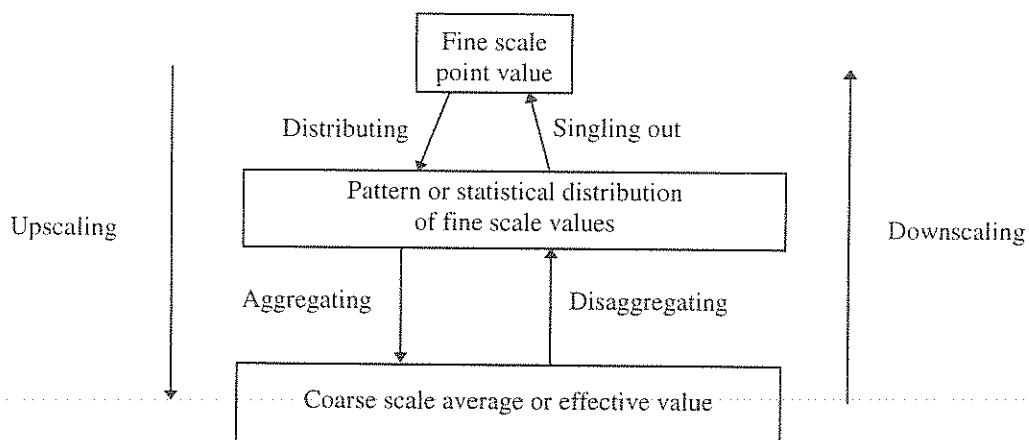 Fine scale
point value
Distributing
Singling out
Pattern or statistical distribution
of fine scale values
Upscaling
Downscaling
Aggregating
Disaggregating
Coarse scale average or effective value